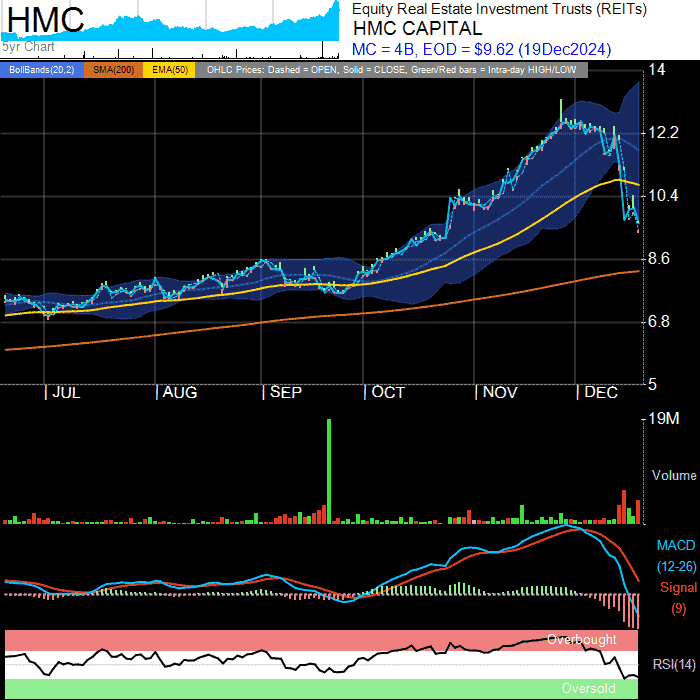 HMC
5yr Chart
Equity Real Estate Investment Trusts (REITs)
HMC CAPITAL
MC = 4B, EOD = $9.62 (19Dec2024)
BollBands(20,2) SMA(200) EMA(50) OHLC Prices: Dashed = OPEN, Solid = CLOSE, Green/Red bars = Intra-day HIGH/LOW
14
12.2
10.4
8.6
6.8
5
| JUL | AUG | SEP | OCT | NOV | DEC
19M
Volume
MACD
(12-26)
Signal
(9)
Overbought
RSI(14)
Oversold